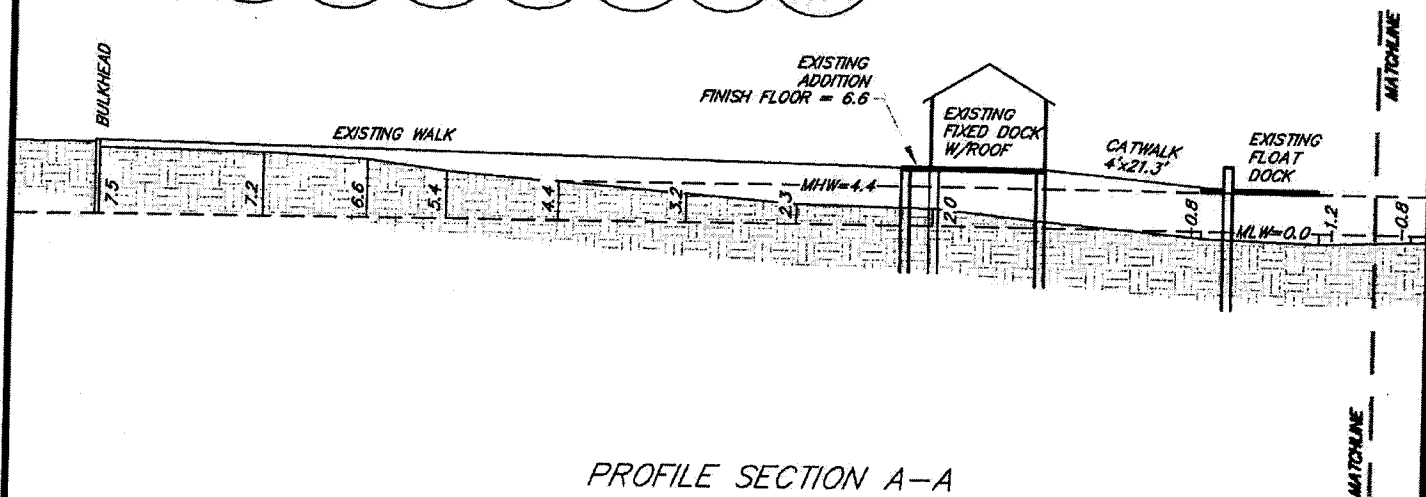 BULKHEAD
EXISTING WALK
EXISTING
ADDITION
FINISH FLOOR = 6.6
EXISTING
FIXED DOCK
W/ROOF
CATWALK
4'x21.3'
EXISTING
FLOAT
DOCK
MATCHLINE
MHW=4.4
MLW=0.0
7.5
7.2
6.6
5.4
4.4
3.2
2.3
2.0
-0.8
-1.2
-0.8
MATCHLINE
PROFILE SECTION A-A